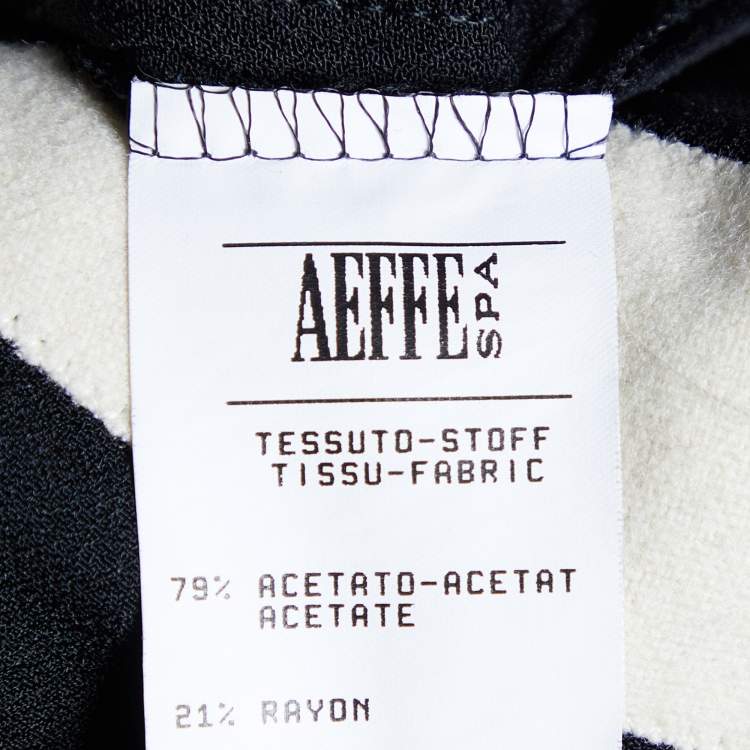 AEFFE SPA
TESSUTO-STOFF
TISSU-FABRIC
79% ACETATO-ACETAT
ACETATE
21% RAYON